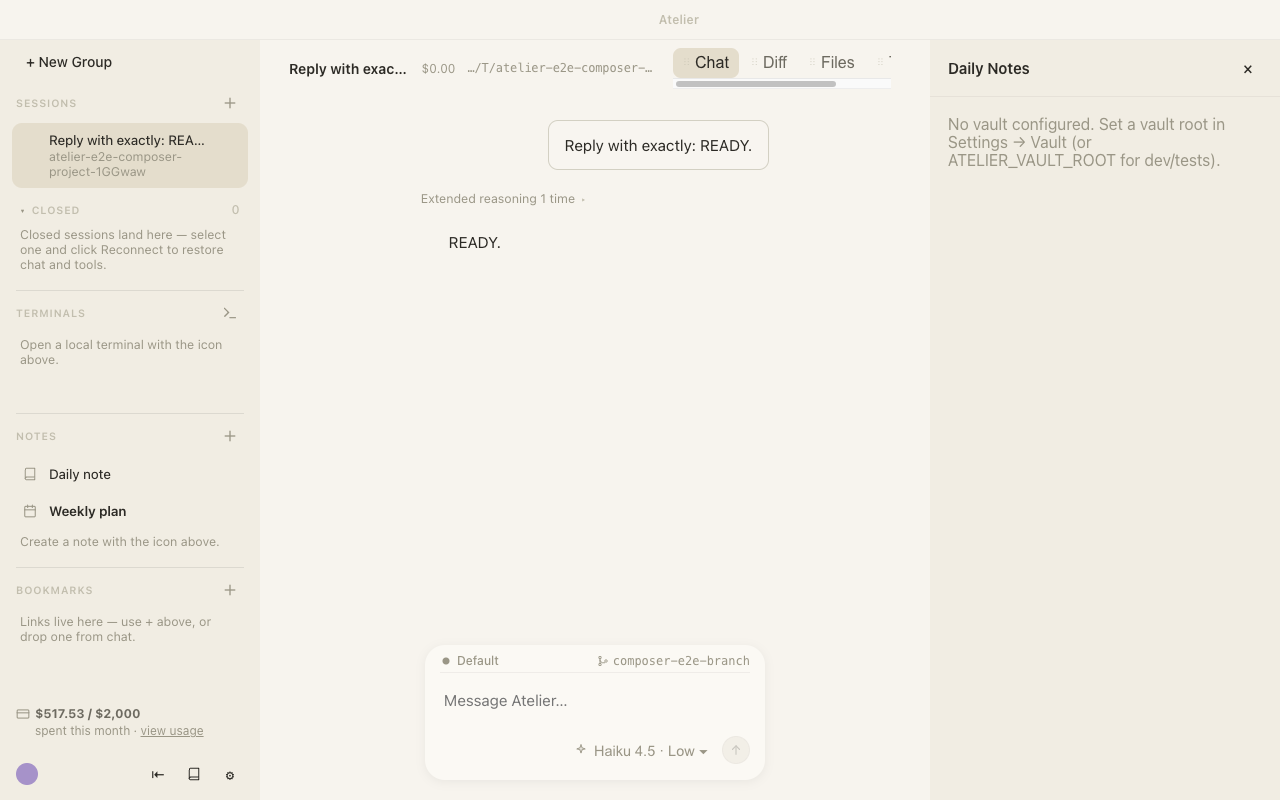 Atelier
+ New Group
SESSIONS
Reply with exactly: REA...
atelier-e2e-composer-
project-1GGwaw
CLOSED
0
Closed sessions land here — select
one and click Reconnect to restore
chat and tools.
TERMINALS
Open a local terminal with the icon
above.
NOTES
Daily note
Weekly plan
Create a note with the icon above.
BOOKMARKS
Links live here — use + above, or
drop one from chat.
$517.53 / $2,000
spent this month · view usage
Reply with exac...
$0.00
…/T/atelier-e2e-composer-…
Chat
Diff
Files
Reply with exactly: READY.
Extended reasoning 1 time
READY.
Default
composer-e2e-branch
Message Atelier...
Haiku 4.5 · Low
Daily Notes
No vault configured. Set a vault root in
Settings → Vault (or
ATELIER_VAULT_ROOT for dev/tests).